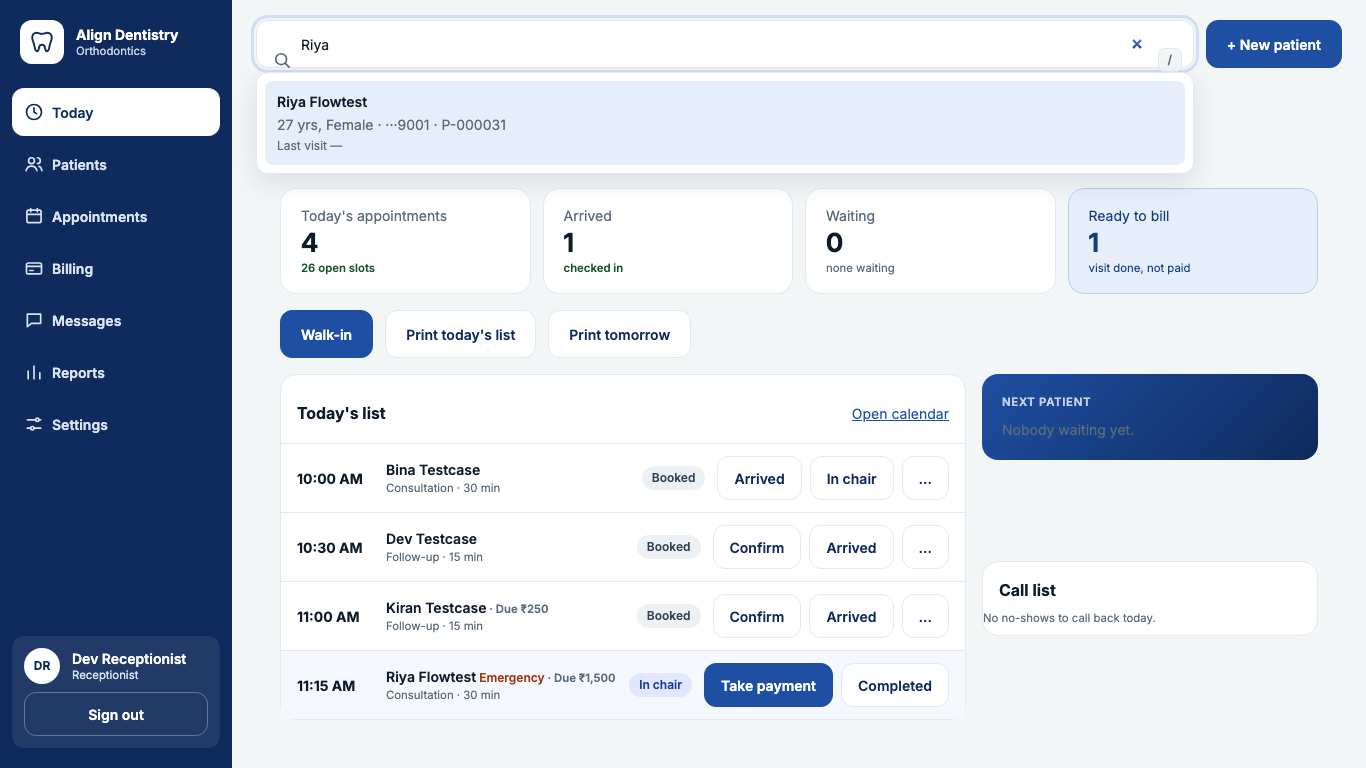 Align Dentistry
Orthodontics
Today
Patients
Appointments
Billing
Messages
Reports
Settings
DR
Dev Receptionist
Receptionist
Sign out
Riya
×
/
+ New patient
Riya Flowtest
27 yrs, Female · ···9001 · P-000031
Last visit —
Today's appointments
4
26 open slots
Arrived
1
checked in
Waiting
0
none waiting
Ready to bill
1
visit done, not paid
Walk-in
Print today's list
Print tomorrow
Today's list
Open calendar
10:00 AM
Bina Testcase
Consultation · 30 min
Booked
Arrived
In chair
...
10:30 AM
Dev Testcase
Follow-up · 15 min
Booked
Confirm
Arrived
...
11:00 AM
Kiran Testcase · Due ₹250
Follow-up · 15 min
Booked
Confirm
Arrived
...
11:15 AM
Riya Flowtest Emergency · Due ₹1,500
Consultation · 30 min
In chair
Take payment
Completed
NEXT PATIENT
Nobody waiting yet.
Call list
No no-shows to call back today.